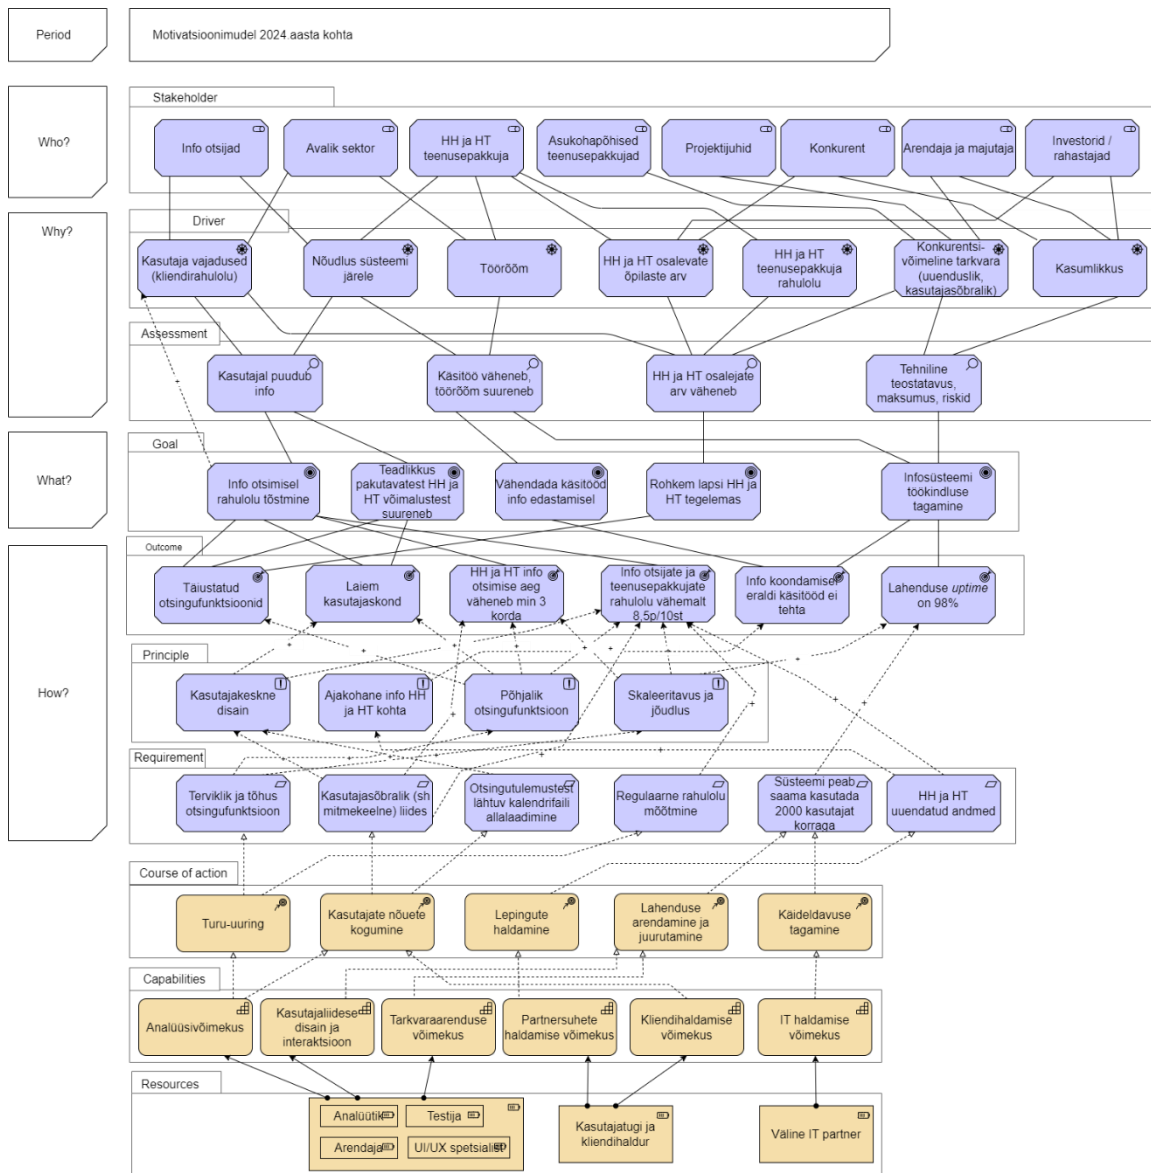 Period
Motivatsioonimudel 2024.aasta kohta
Who?
Stakeholder
Info otsijad
Avalik sektor
HH ja HT
teenusepakkuja
Asukohapõhised
teenusepakkujad
Projektijuhid
Konkurent
Arendaja ja majutaja
Investorid /
rahastajad
Why?
Driver
Kasutaja vajadused
(kliendirahulolu)
Nõudlus süsteemi
järele
Töörõõm
HH ja HT osalevate
õpilaste arv
HH ja HT
teenusepakkuja
rahulolu
Konkurentsi-
võimeline tarkvara
(uuenduslik,
kasutajasõbralik)
Kasumlikkus
Assessment
Kasutajal puudub
info
Käsitöö väheneb,
töörõõm suureneb
HH ja HT osalejate
arv väheneb
Tehniline
teostatavus,
maksumus, riskid
What?
Goal
Info otsimisel
rahulolu tõstmine
Teadlikkus
pakutavatest HH ja
HT võimalustest
suureneb
Vähendada käsitööd
info edastamisel
Rohkem lapsi HH ja
HT tegelemas
Infosüsteemi
töökindluse
tagamine
How?
Outcome
Täiustatud
otsingufunktsioonid
Laiem
kasutajaskond
HH ja HT info
otsimise aeg
väheneb min 3
korda
Info otsijate ja
teenusepakkujate
rahulolu vähemalt
8,5p/10st
Info koondamisel
eraldi käsitööd ei
tehta
Lahenduse uptime
on 98%
Principle
Kasutajakeskne
disain
Ajakohane info HH
ja HT kohta
Põhjalik
otsingufunktsioon
Skaleeritavus ja
jõudlus
Requirement
Terviklik ja tõhus
otsingufunktsioon
Kasutajasõbralik (sh
mitmekeelne) liides
Otsingutulemustest
lähtuv kalendrifaili
allalaadimine
Regulaarne rahulolu
mõõtmine
Süsteemi peab
saama kasutada
2000 kasutajat
korraga
HH ja HT
uuendatud andmed
Course of action
Turu-uuring
Kasutajate nõuete
kogumine
Lepingute
haldamine
Lahenduse
arendamine ja
juurutamine
Käideldavuse
tagamine
Capabilities
Analüüsivõimekus
Kasutajaliidese
disain ja
interaktsioon
Tarkvaraarenduse
võimekus
Partnersuhete
haldamise võimekus
Kliendihaldamise
võimekus
IT haldamise
võimekus
Resources
Analüütik
Testija
Arendaja
UI/UX spetsialist
Kasutajatugi ja
kliendihaldur
Väline IT partner